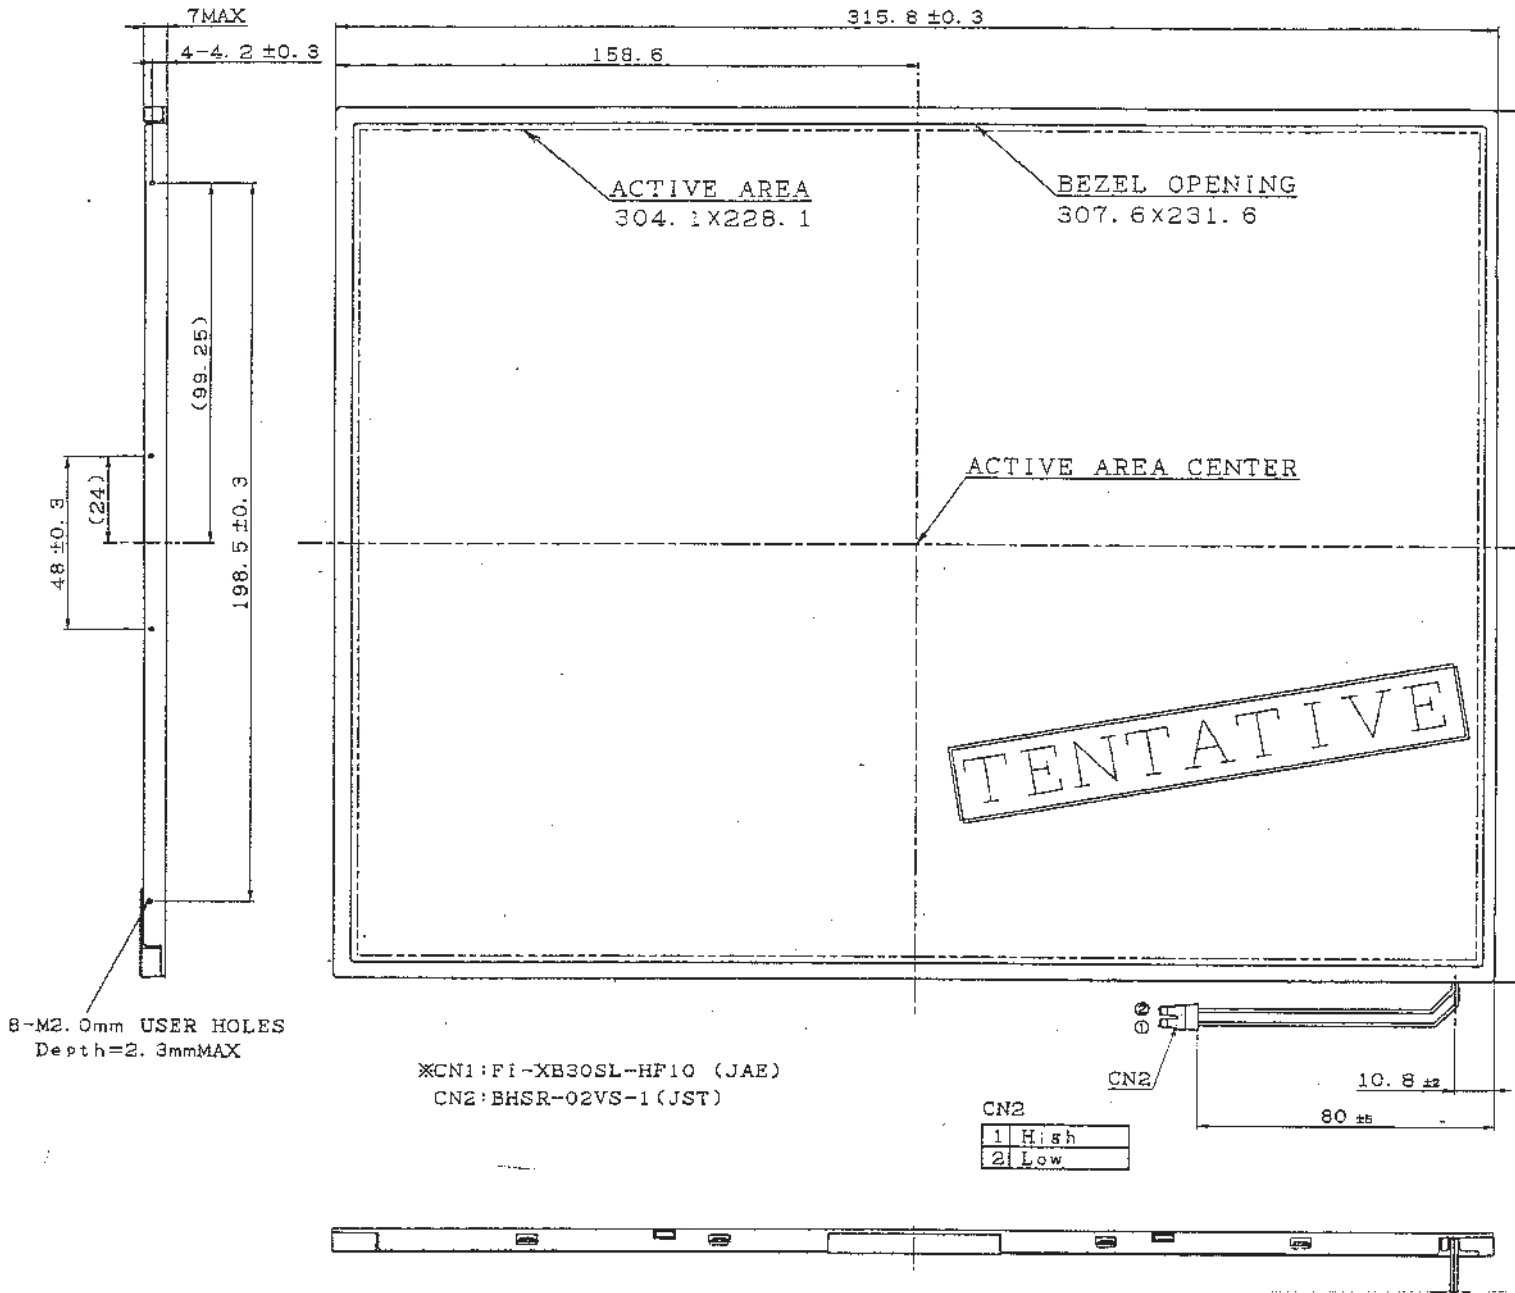 7MAX
315.8 ±0.3
4-4.2 ±0.3
158.6
ACTIVE AREA
304.1X228.1
BEZEL OPENING
307.6X231.6
(99.25)
ACTIVE AREA CENTER
(24)
48 ±0.3
198.5 ±0.3
TENTATIVE
8-M2.0mm USER HOLES
Depth=2.3mmMAX
②
①
※CN1:FI-XB30SL-HF10 (JAE)
CN2:BHSR-02VS-1(JST)
CN2
10.8 ±2
80 ±5
CN2
1 High
2 Low